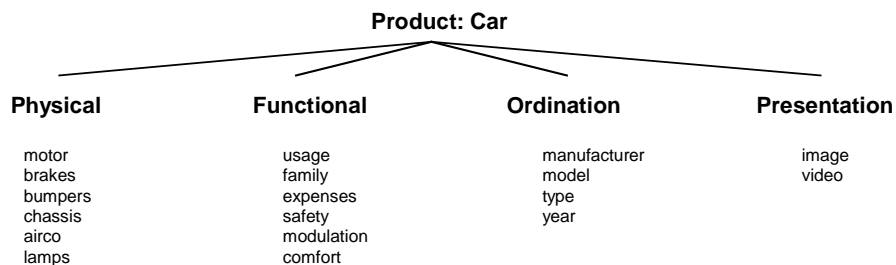 Product: Car
Physical
Functional
Ordination
Presentation
motor
brakes
bumpers
chassis
airco
lamps
usage
family
expenses
safety
modulation
comfort
manufacturer
model
type
year
image
video